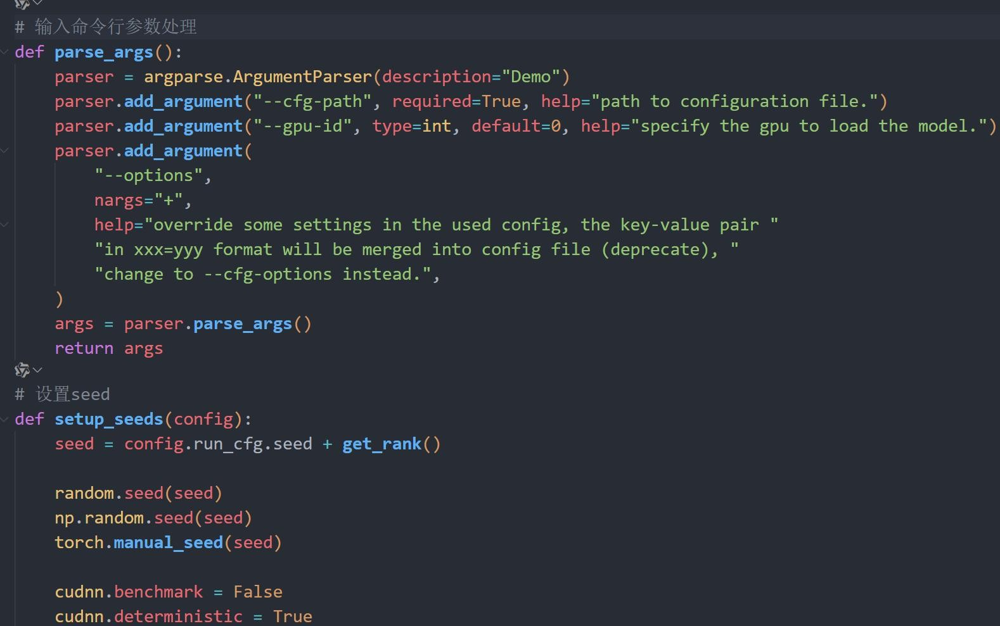 # 输入命令行参数处理
def parse_args():
    parser = argparse.ArgumentParser(description="Demo")
    parser.add_argument("--cfg-path", required=True, help="path to configuration file.")
    parser.add_argument("--gpu-id", type=int, default=0, help="specify the gpu to load the model.")
    parser.add_argument(
        "--options",
        nargs="+",
        help="override some settings in the used config, the key-value pair "
        "in xxx=yyy format will be merged into config file (deprecate), "
        "change to --cfg-options instead.",
    )
    args = parser.parse_args()
    return args
# 设置seed
def setup_seeds(config):
    seed = config.run_cfg.seed + get_rank()
    random.seed(seed)
    np.random.seed(seed)
    torch.manual_seed(seed)
    cudnn.benchmark = False
    cudnn.deterministic = True